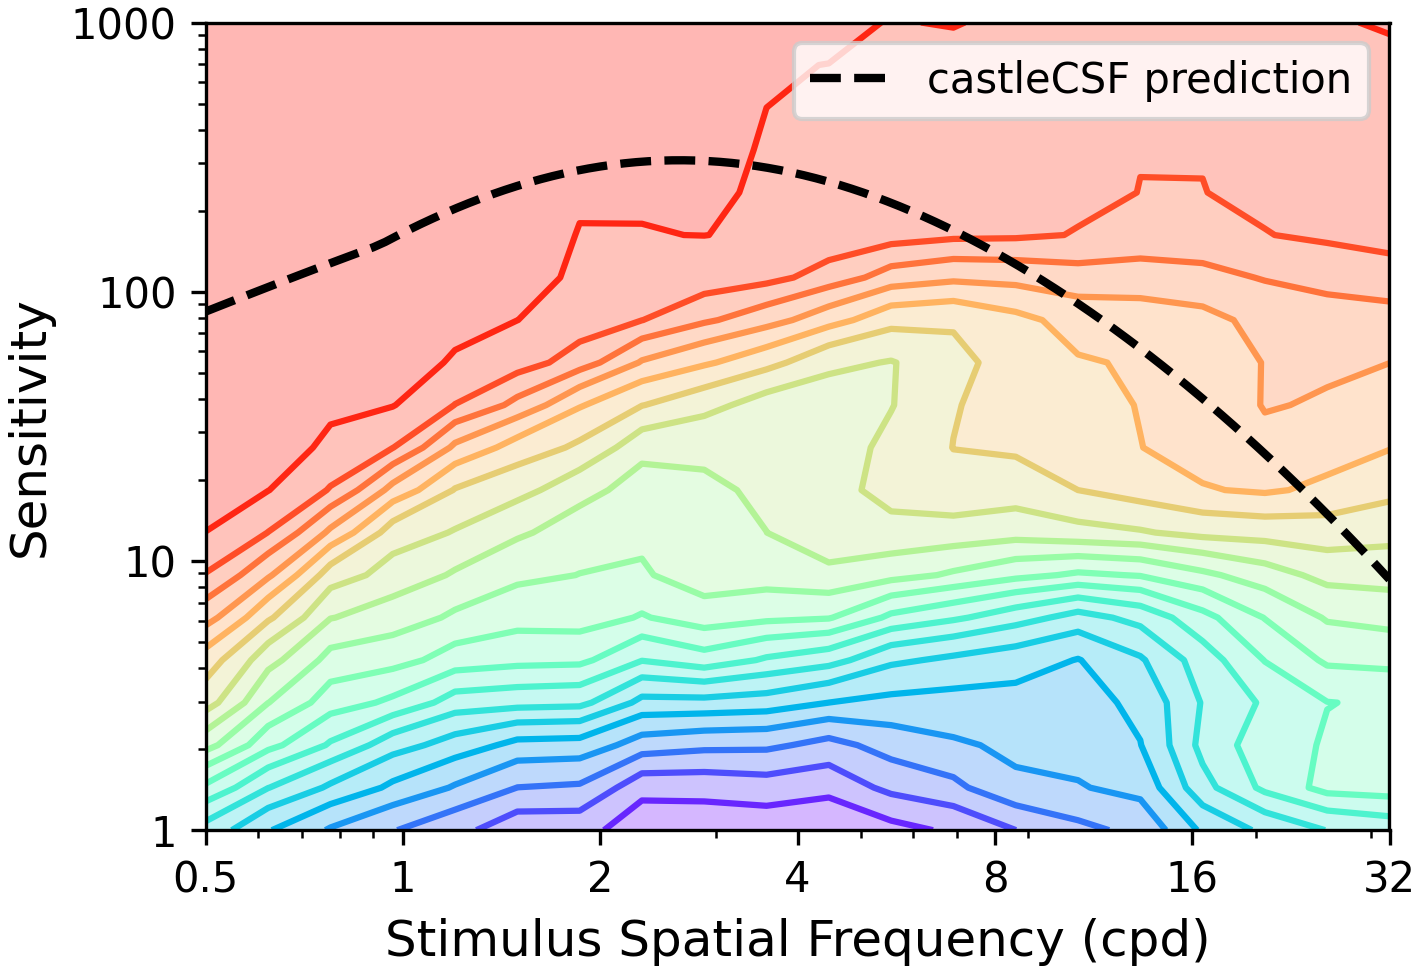 1000
100
10
1
Sensitivity
castleCSF prediction
0.5 1 2 4 8 16 32
Stimulus Spatial Frequency (cpd)